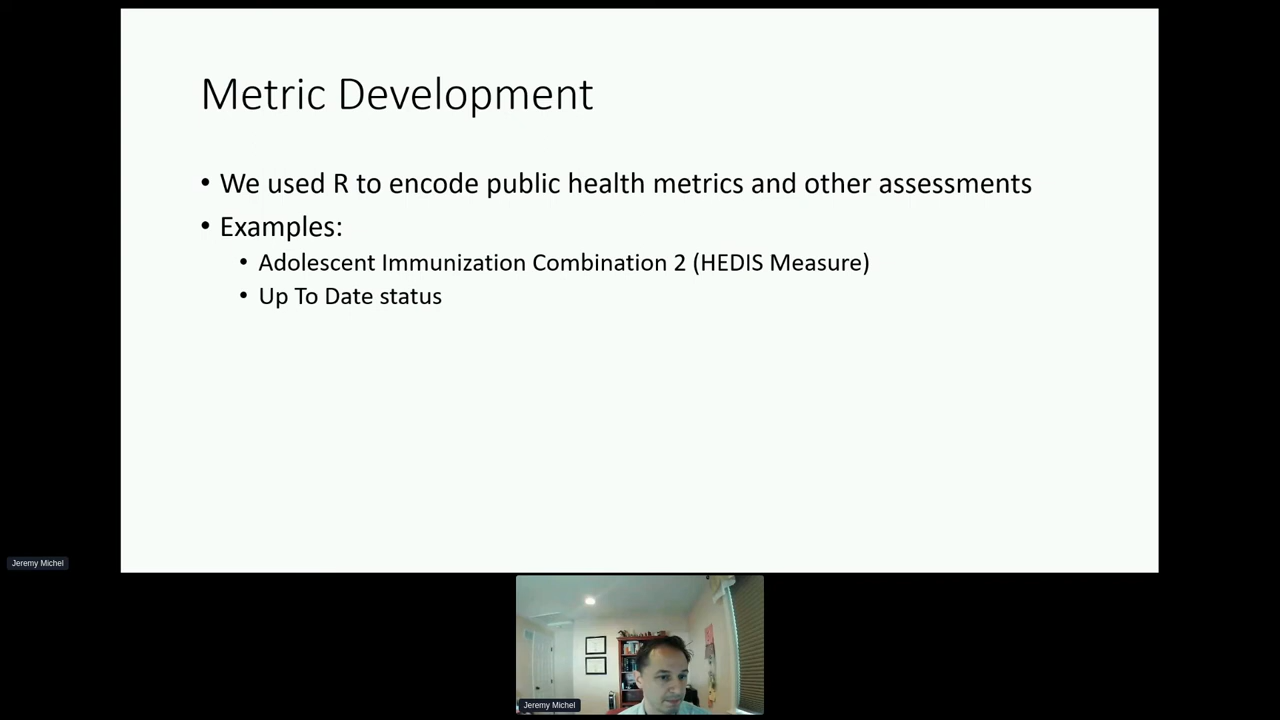 Metric Development
• We used R to encode public health metrics and other assessments
• Examples:
• Adolescent Immunization Combination 2 (HEDIS Measure)
• Up To Date status
Jeremy Michel
Jeremy Michel